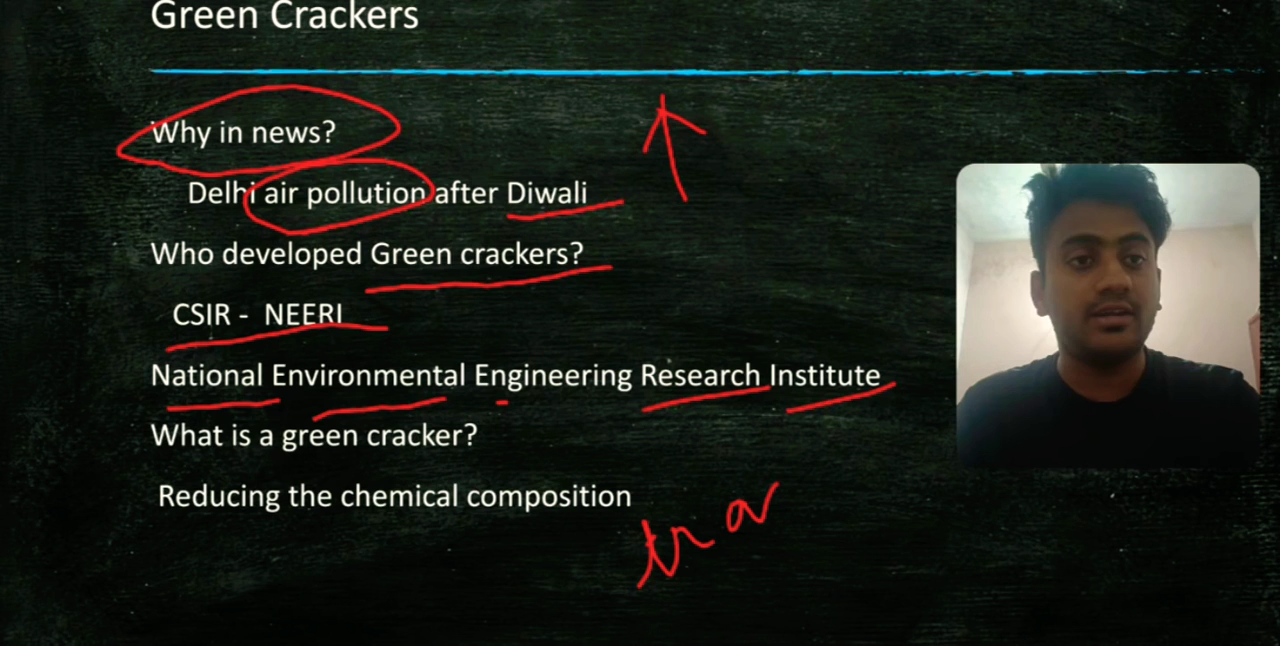 Green Crackers
Why in news?
Delhi air pollution after Diwali
Who developed Green crackers?
CSIR - NEERI
National Environmental Engineering Research Institute
What is a green cracker?
Reducing the chemical composition